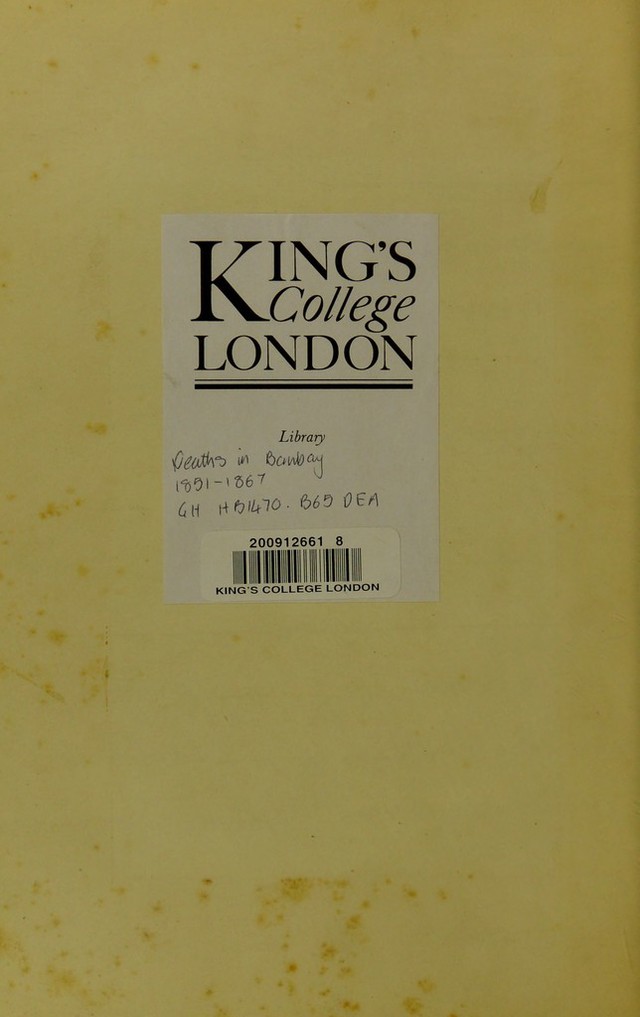 KING'S
College
LONDON
Library
Deaths in Bombay
1851-1867
GH HB1470. B65 DEA
200912661 8
KING'S COLLEGE LONDON